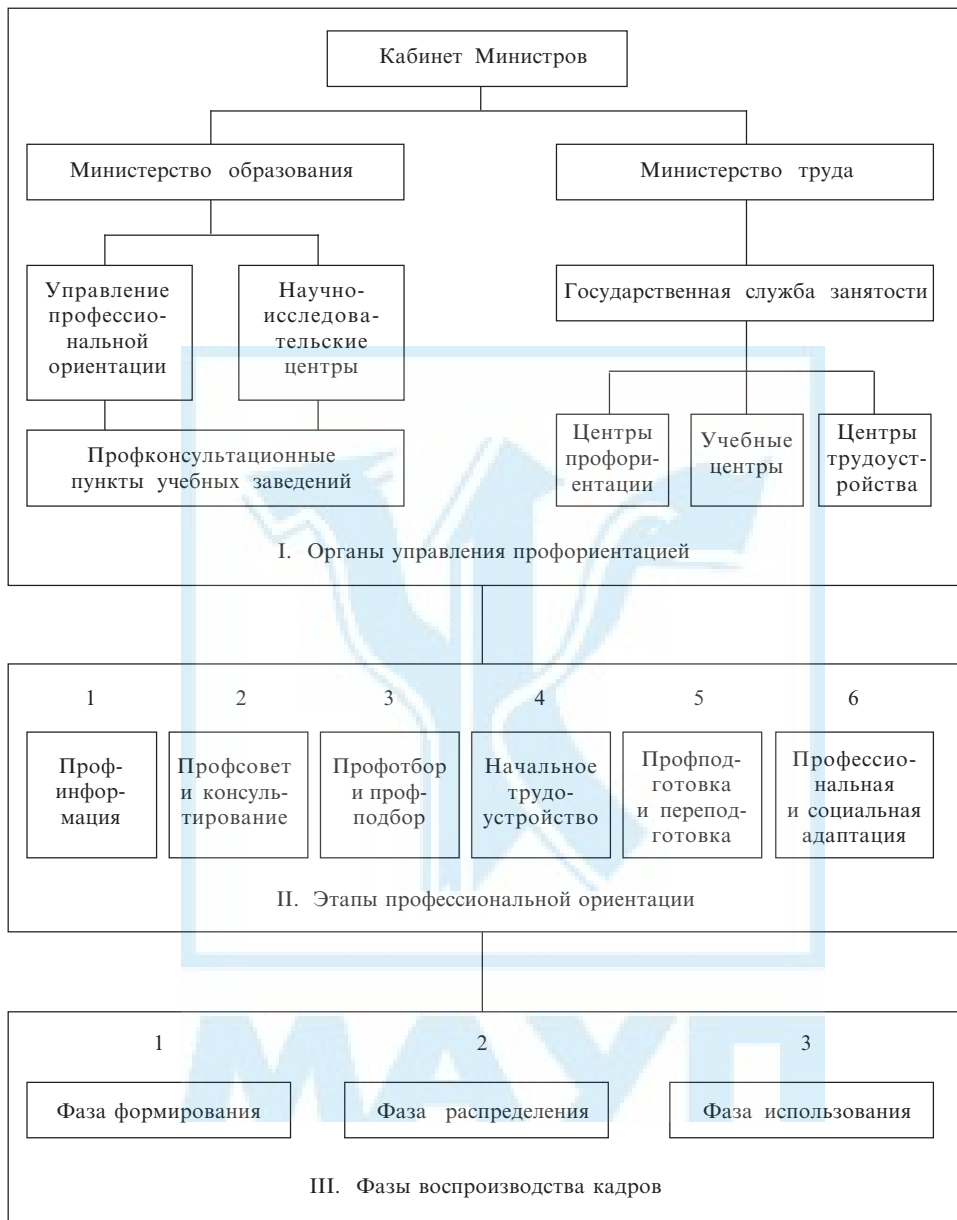 Кабинет Министров
Министерство образования
Министерство труда
Управление
профессио-
нальной
ориентации
Научно-
исследова-
тельские
центры
Государственная служба занятости
Профконсультационные
пункты учебных заведений
Центры
профори-
ентации
Учебные
центры
Центры
трудоуст-
ройства
I. Органы управления профориентацией
1
2
3
4
5
6
Проф-
инфор-
мация
Профсовет
и консуль-
тирование
Профотбор
и проф-
подбор
Начальное
трудо-
устройство
Профпод-
готовка
и перепод-
готовка
Профессио-
нальная
и социальная
адаптация
II. Этапы профессиональной ориентации
1
2
3
МАУП
Фаза формирования
Фаза распределения
Фаза использования
III. Фазы воспроизводства кадров